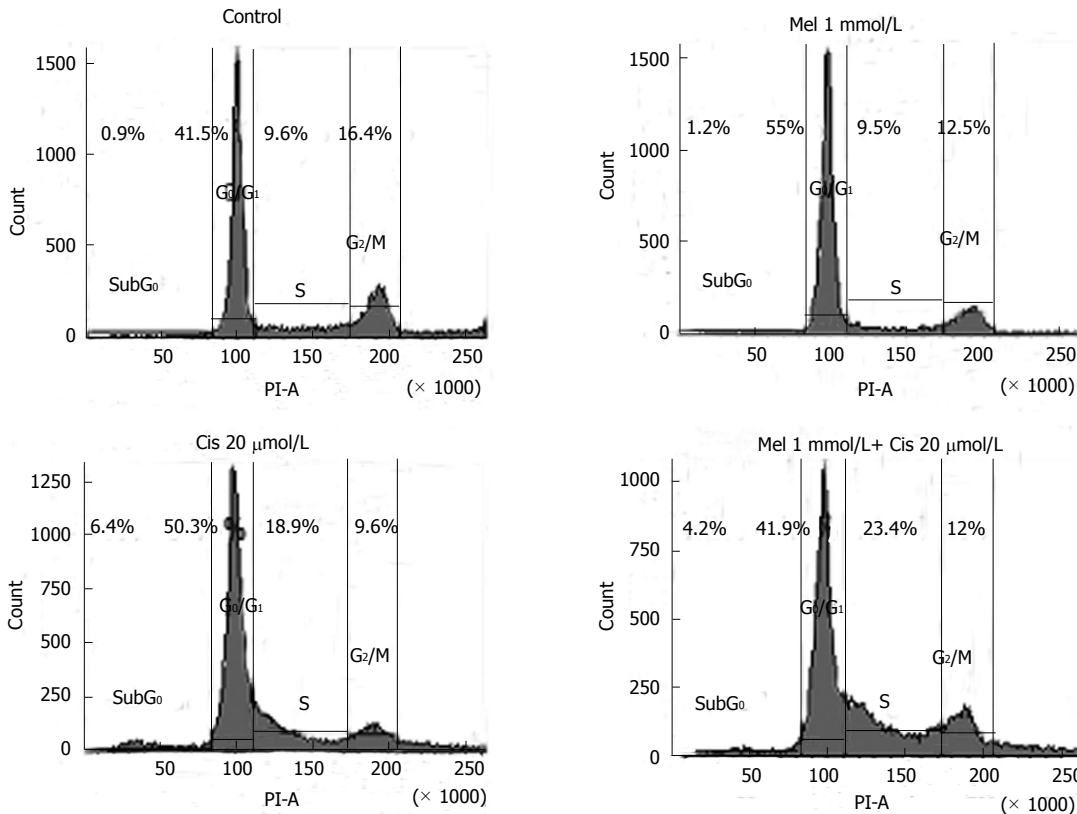 Control
1500
1000
500
0
Count
0.9% 41.5% 9.6% 16.4%
G₀/G₁
G₂/M
SubG₀
S
50 100 150 200 250
PI-A (× 1000)
Mel 1 mmol/L
1500
1000
500
0
Count
1.2% 55% 9.5% 12.5%
G₀/G₁
G₂/M
SubG₀
S
50 100 150 200 250
PI-A (× 1000)
Cis 20 μmol/L
1250
1000
750
500
250
0
Count
6.4% 50.3% 18.9% 9.6%
G₀/G₁
G₂/M
SubG₀
S
50 100 150 200 250
PI-A (× 1000)
Mel 1 mmol/L+ Cis 20 μmol/L
1000
750
500
250
0
Count
4.2% 41.9% 23.4% 12%
G₀/G₁
G₂/M
SubG₀
S
50 100 150 200 250
PI-A (× 1000)